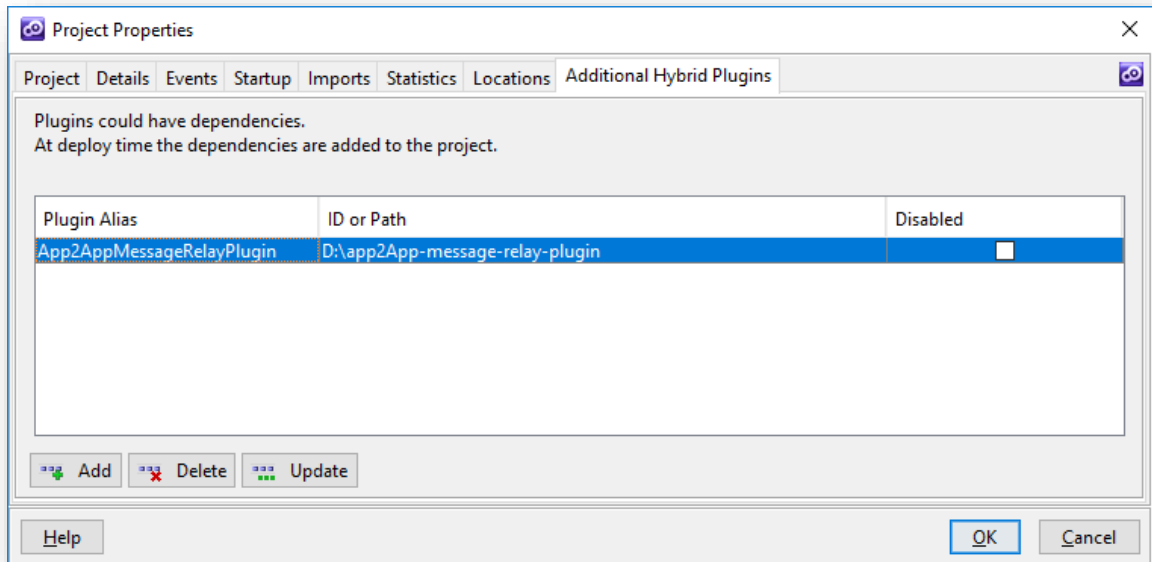 Project Properties
Project Details Events Startup Imports Statistics Locations Additional Hybrid Plugins
Plugins could have dependencies.
At deploy time the dependencies are added to the project.
Plugin Alias ID or Path Disabled
App2AppMessageRelayPlugin D:\app2App-message-relay-plugin
Add Delete Update
Help OK Cancel